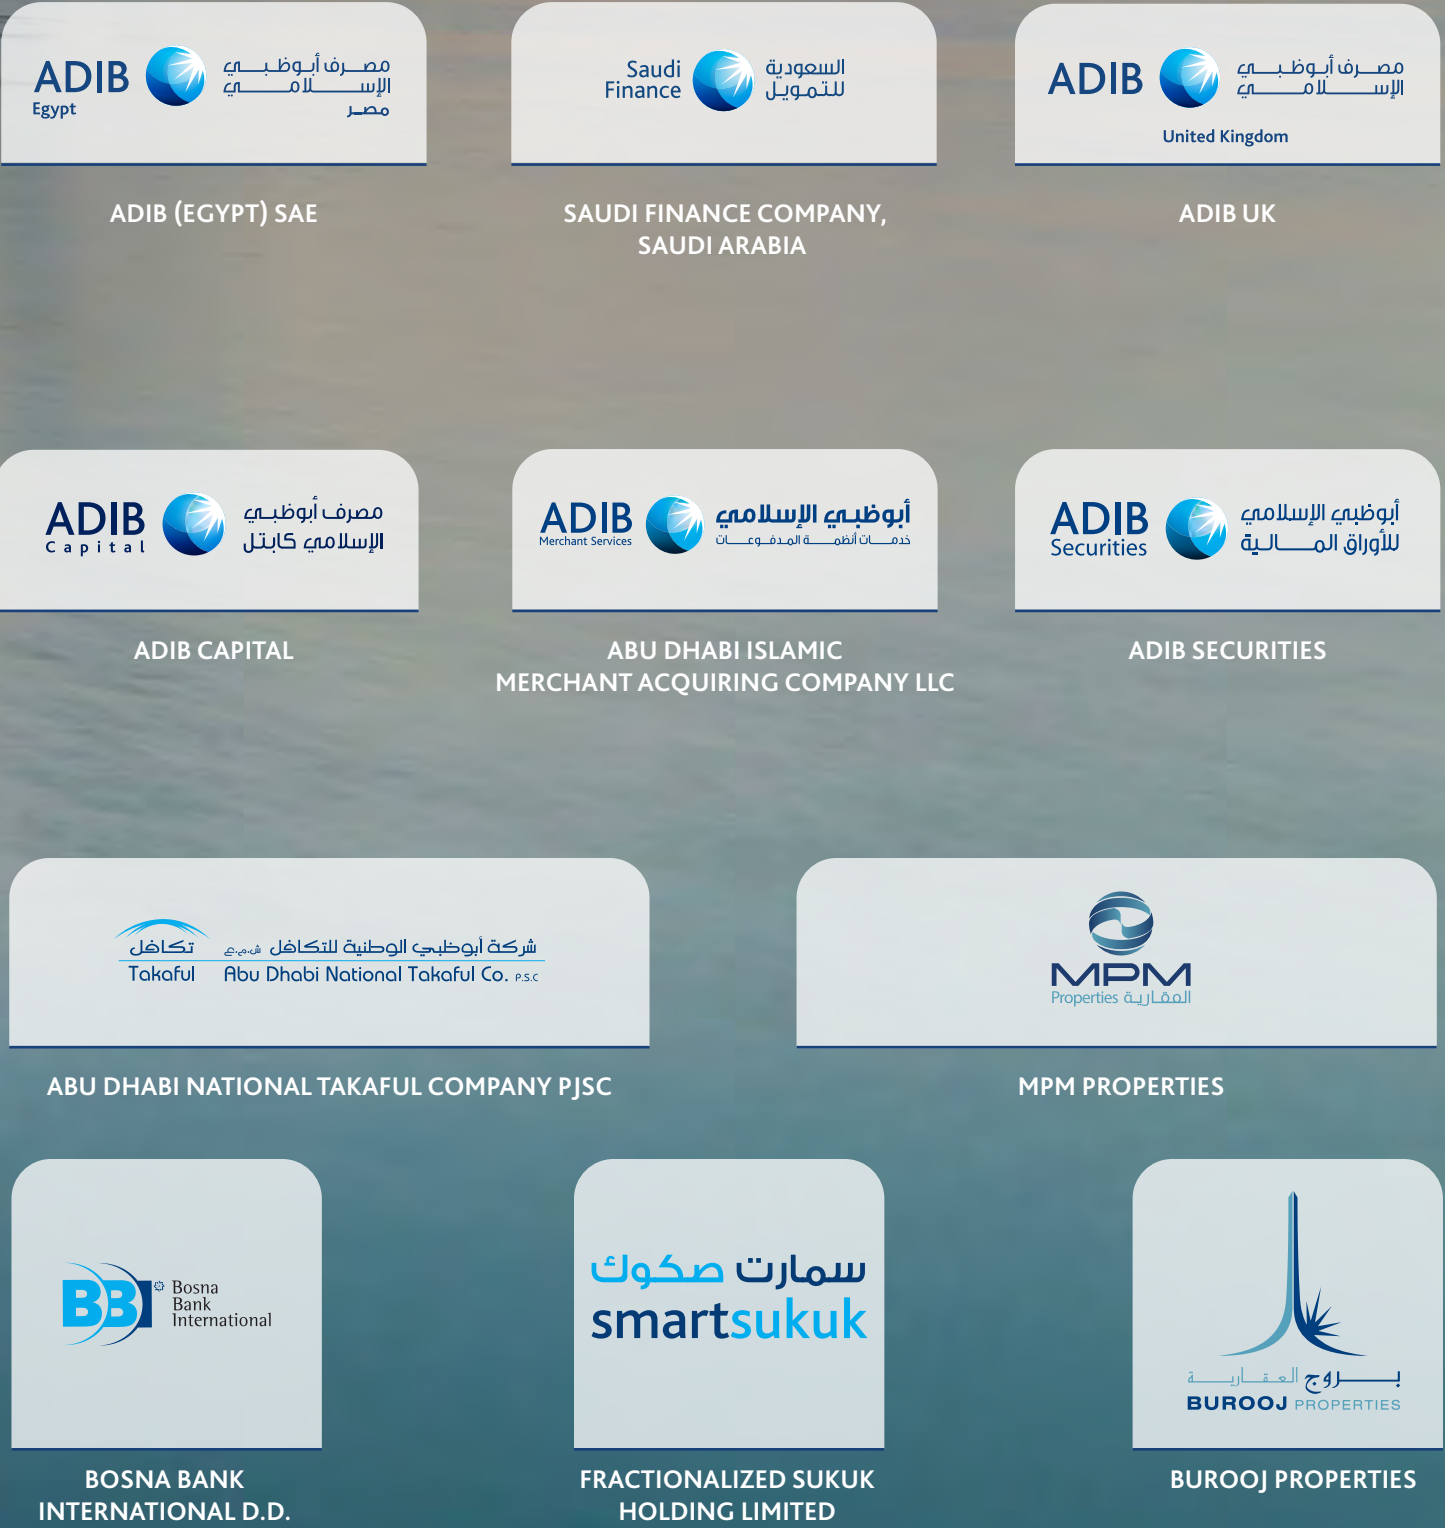 ADIB
Egypt
مصرف أبوظبي
الإسلامي
مصر
ADIB (EGYPT) SAE
Saudi
Finance
السعودية
للتمويل
SAUDI FINANCE COMPANY,
SAUDI ARABIA
ADIB
مصرف أبوظبي
الإسلامي
United Kingdom
ADIB UK
ADIB
Capital
مصرف أبوظبي
الإسلامي كابتل
ADIB CAPITAL
ADIB
Merchant Services
أبوظبي الإسلامي
خدمات أنظمة المدفوعات
ABU DHABI ISLAMIC
MERCHANT ACQUIRING COMPANY LLC
ADIB
Securities
أبوظبي الإسلامي
للأوراق المالية
ADIB SECURITIES
تكافل
Takaful
شركة أبوظبي الوطنية للتكافل ش.م.ع
Abu Dhabi National Takaful Co. P.S.C
ABU DHABI NATIONAL TAKAFUL COMPANY PJSC
MPM
Properties العقارية
MPM PROPERTIES
BBI
Bosna
Bank
International
BOSNA BANK
INTERNATIONAL D.D.
سمارت صكوك
smartsukuk
FRACTIONALIZED SUKUK
HOLDING LIMITED
بروج العقارية
BUROOJ PROPERTIES
BUROOJ PROPERTIES